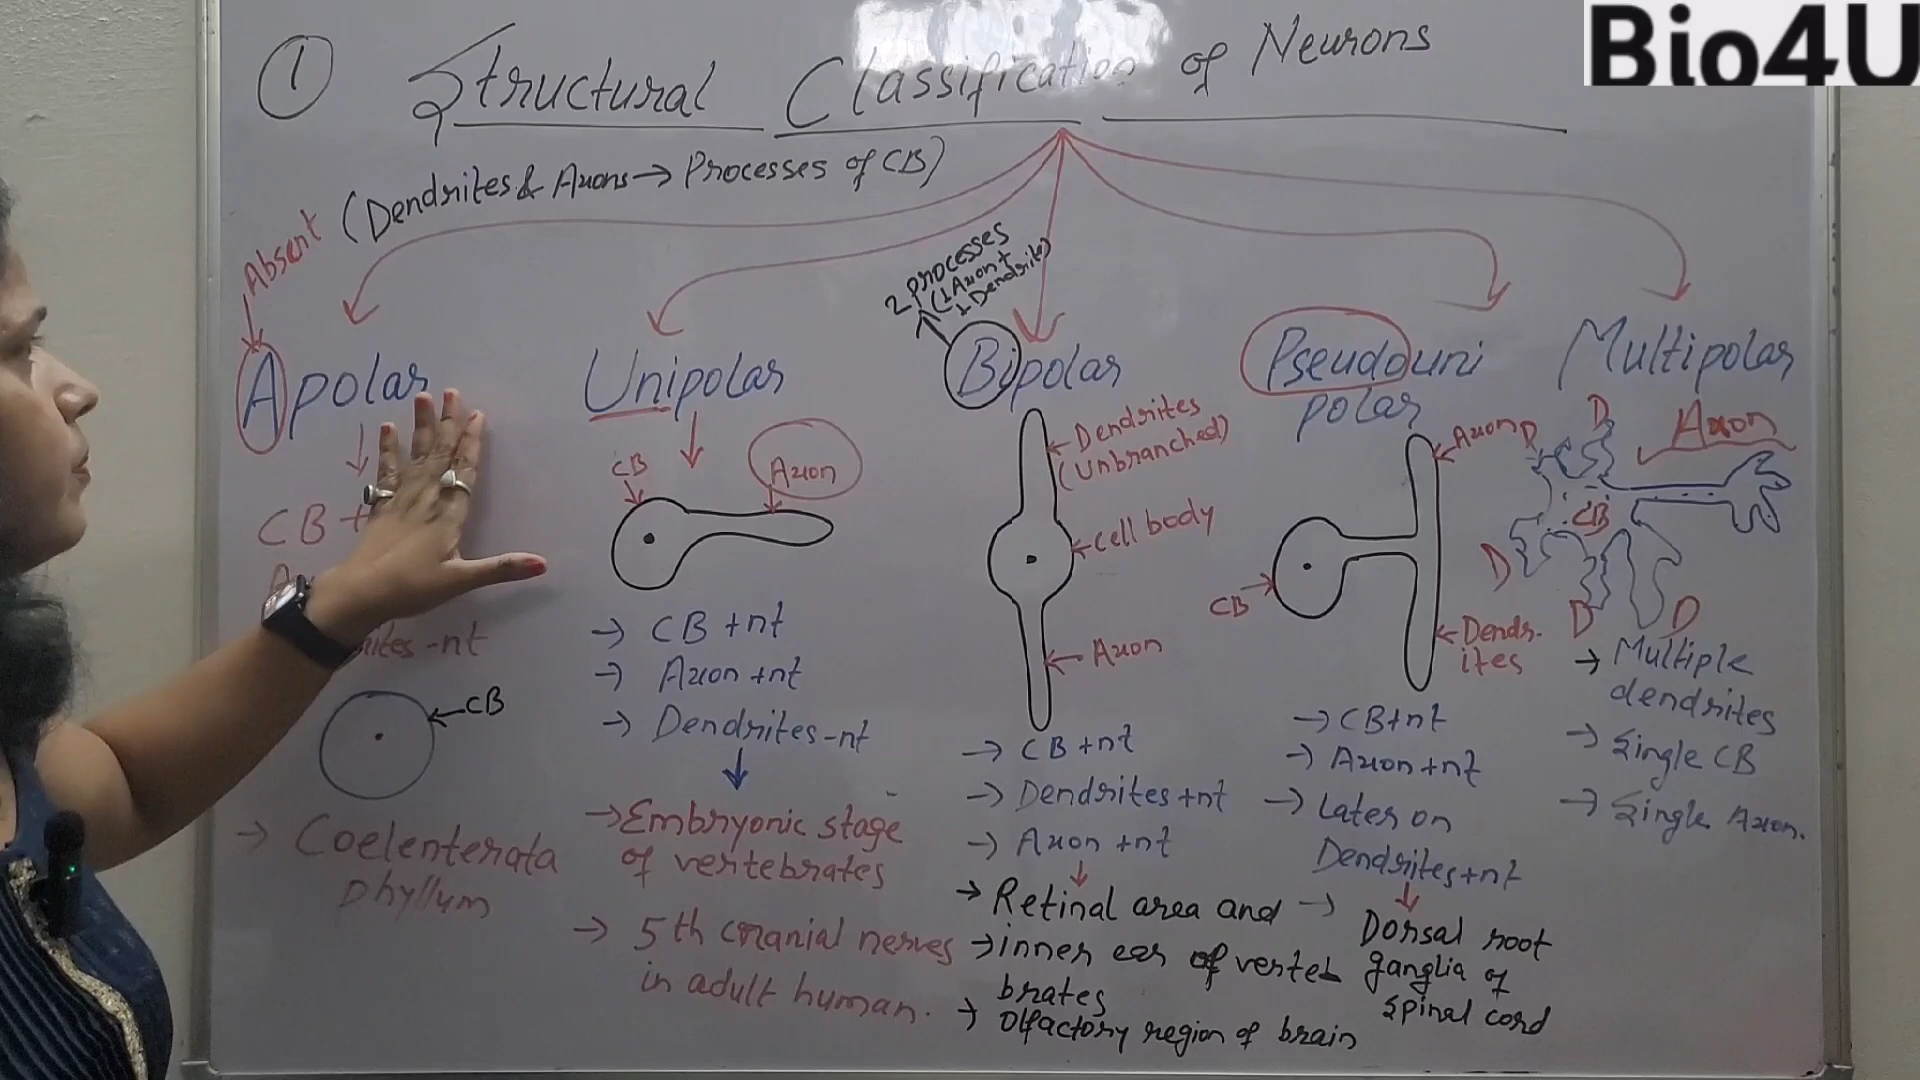 Bio4U
① Structural Classification of Neurons
(Dendrites & Axons → Processes of CB)
Absent
2 processes
(1 Axon +
1 Dendrite)
Apolar
Unipolar
Bipolar
Pseudouni
polar
Multipolar
CB +
-nt
CB
→ Coelenterata
phyllum
CB
Axon
→ CB +nt
→ Axon +nt
→ Dendrites -nt
→ Embryonic stage
of vertebrates
→ 5th cranial nerves
in adult human.
Dendrites
(Unbranched)
cell body
Axon
→ CB +nt
→ Dendrites +nt
→ Axon +nt
→ Retinal area and
→ inner ear of verte
brates
→ Olfactory region of brain
Axon
CB
Dendr.
ites
→ CB +nt
→ Axon +nt
→ Later on
Dendrites +nt
→ Dorsal root
ganglia of
spinal cord
D
D
Axon
CB
D
D
D
→ Multiple
dendrites
→ Single CB
→ Single Axon.